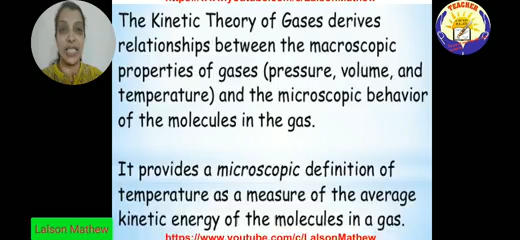 The Kinetic Theory of Gases derives
relationships between the macroscopic
properties of gases (pressure, volume, and
temperature) and the microscopic behavior
of the molecules in the gas.
It provides a microscopic definition of
temperature as a measure of the average
kinetic energy of the molecules in a gas.
TEACHER
Lalson Mathew
https://www.youtube.com/c/LalsonMathew